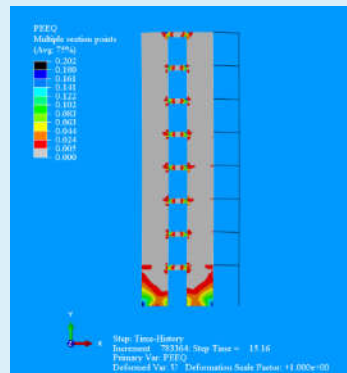 PEEQ
Multiple section points
(Avg: 75%)
0.202
0.180
0.161
0.141
0.122
0.102
0.083
0.063
0.044
0.024
0.005
0.000
Y
Z X
Step: Time-History
Increment 783364: Step Time = 15.16
Primary Var: PEEQ
Deformed Var: U Deformation Scale Factor: +1.000e+00